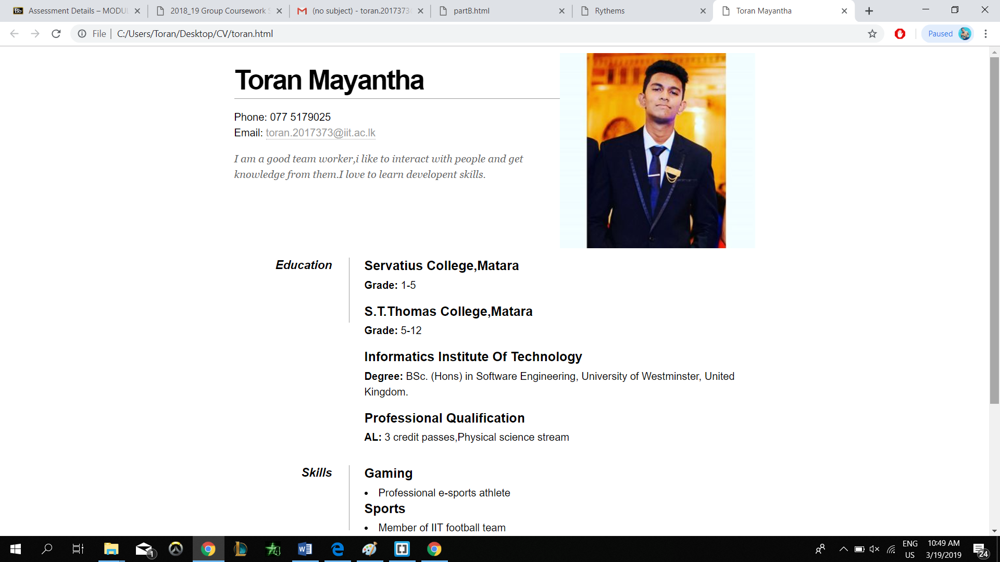 Assessment Details – MODUL
2018_19 Group Coursework S
(no subject) - toran.2017373
partB.html
Rythems
Toran Mayantha
File
C:/Users/Toran/Desktop/CV/toran.html
Paused
Toran Mayantha
Phone: 077 5179025
Email: toran.2017373@iit.ac.lk
I am a good team worker,i like to interact with people and get
knowledge from them.I love to learn developent skills.
Education
Servatius College,Matara
Grade: 1-5
S.T.Thomas College,Matara
Grade: 5-12
Informatics Institute Of Technology
Degree: BSc. (Hons) in Software Engineering, University of Westminster, United
Kingdom.
Professional Qualification
AL: 3 credit passes,Physical science stream
Skills
Gaming
• Professional e-sports athlete
Sports
• Member of IIT football team
1
ENG
US
10:49 AM
3/19/2019
24